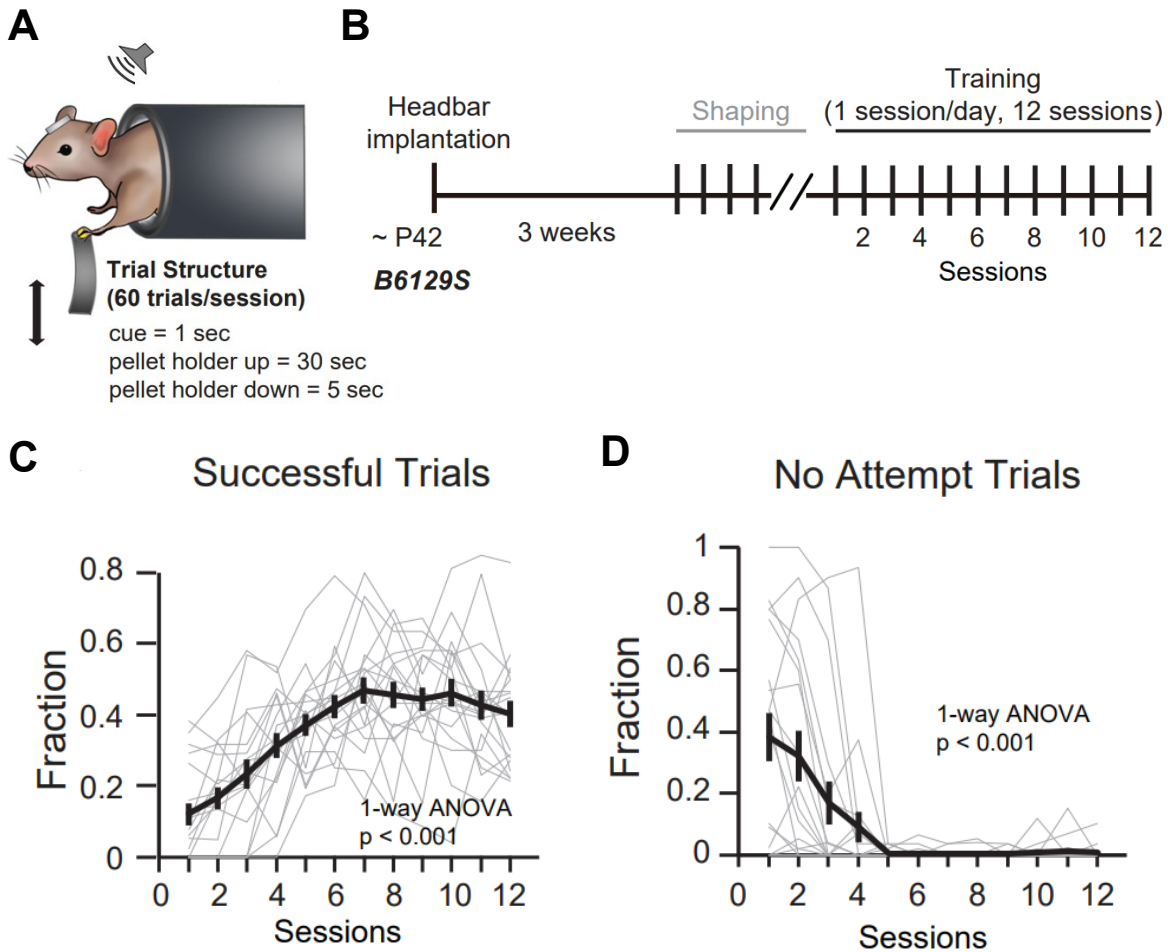 A
Trial Structure
(60 trials/session)
cue = 1 sec
pellet holder up = 30 sec
pellet holder down = 5 sec
B
Headbar
implantation
Shaping
Training
(1 session/day, 12 sessions)
~ P42
3 weeks
B6129S
2 4 6 8 10 12
Sessions
C
Successful Trials
Fraction
0.8
0.6
0.4
0.2
0
1-way ANOVA
p < 0.001
0 2 4 6 8 10 12
Sessions
D
No Attempt Trials
Fraction
1
0.8
0.6
0.4
0.2
0
1-way ANOVA
p < 0.001
0 2 4 6 8 10 12
Sessions